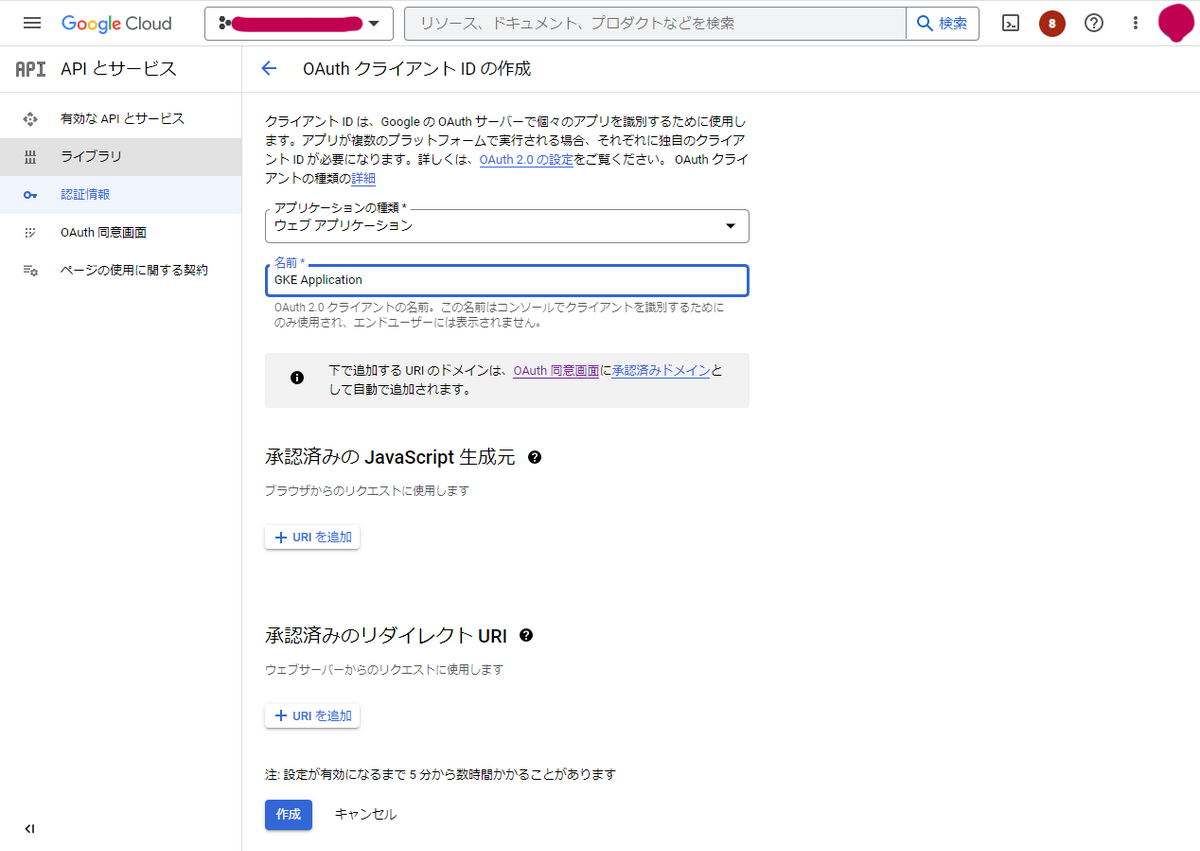 Google Cloud
リソース、ドキュメント、プロダクトなどを検索
検索
8
API
API とサービス
OAuth クライアント ID の作成
有効な API とサービス
ライブラリ
認証情報
OAuth 同意画面
ページの使用に関する契約
クライアント ID は、Google の OAuth サーバーで個々のアプリを識別するために使用し
ます。アプリが複数のプラットフォームで実行される場合、それぞれに独自のクライア
ント ID が必要になります。詳しくは、OAuth 2.0 の設定をご覧ください。 OAuth クライ
アントの種類の詳細
アプリケーションの種類 *
ウェブ アプリケーション
名前 *
GKE Application
OAuth 2.0 クライアントの名前。この名前はコンソールでクライアントを識別するために
のみ使用され、エンドユーザーには表示されません。
下で追加する URI のドメインは、OAuth 同意画面に承認済みドメインと
して自動で追加されます。
承認済みの JavaScript 生成元
ブラウザからのリクエストに使用します
+ URI を追加
承認済みのリダイレクト URI
ウェブサーバーからのリクエストに使用します
+ URI を追加
注: 設定が有効になるまで 5 分から数時間かかることがあります
作成
キャンセル